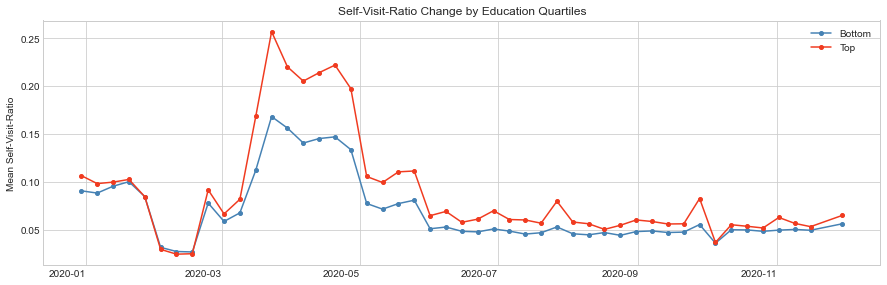 Self-Visit-Ratio Change by Education Quartiles
Bottom
Top
Mean Self-Visit-Ratio
0.25
0.20
0.15
0.10
0.05
2020-01
2020-03
2020-05
2020-07
2020-09
2020-11